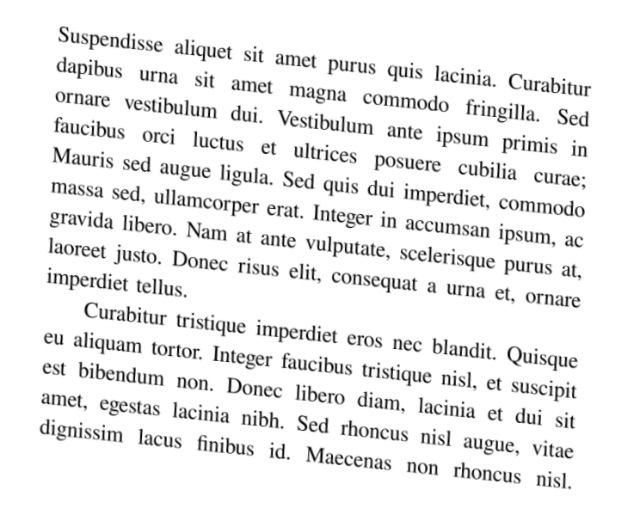 Suspendisse aliquet sit amet purus quis lacinia. Curabitur
dapibus urna sit amet magna commodo fringilla. Sed
ornare vestibulum dui. Vestibulum ante ipsum primis in
faucibus orci luctus et ultrices posuere cubilia curae;
Mauris sed augue ligula. Sed quis dui imperdiet, commodo
massa sed, ullamcorper erat. Integer in accumsan ipsum, ac
gravida libero. Nam at ante vulputate, scelerisque purus at,
laoreet justo. Donec risus elit, consequat a urna et, ornare
imperdiet tellus.
Curabitur tristique imperdiet eros nec blandit. Quisque
eu aliquam tortor. Integer faucibus tristique nisl, et suscipit
est bibendum non. Donec libero diam, lacinia et dui sit
amet, egestas lacinia nibh. Sed rhoncus nisl augue, vitae
dignissim lacus finibus id. Maecenas non rhoncus nisl.